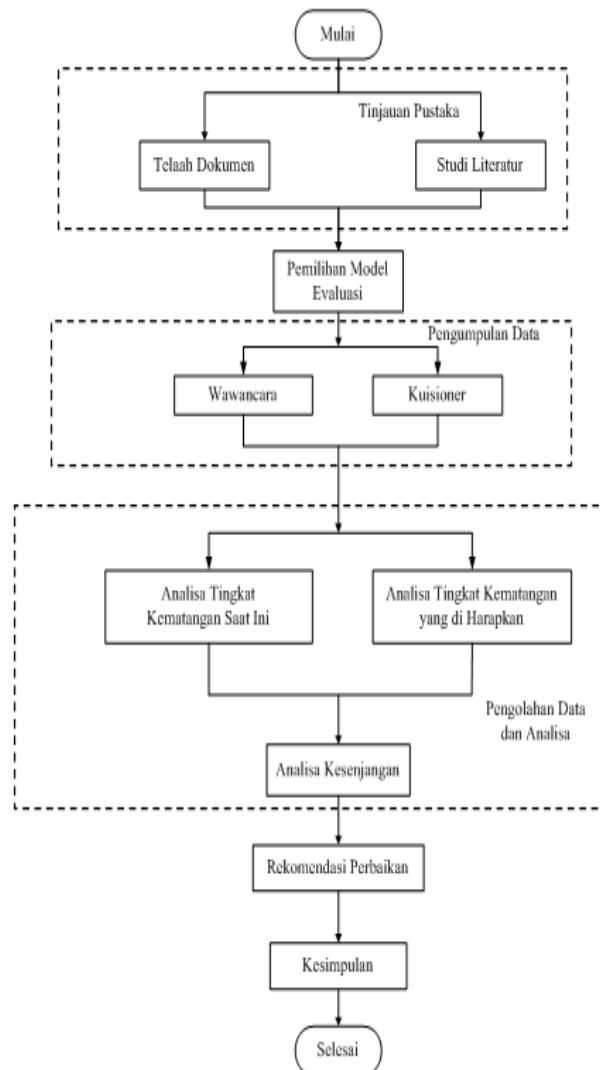 Mulai
Tinjauan Pustaka
Telaah Dokumen
Studi Literatur
Pemilihan Model
Evaluasi
Pengumpulan Data
Wawancara
Kuisioner
Analisa Tingkat
Kematangan Saat Ini
Analisa Tingkat Kematangan
yang di Harapkan
Pengolahan Data
dan Analisa
Analisa Kesenjangan
Rekomendasi Perbaikan
Kesimpulan
Selesai